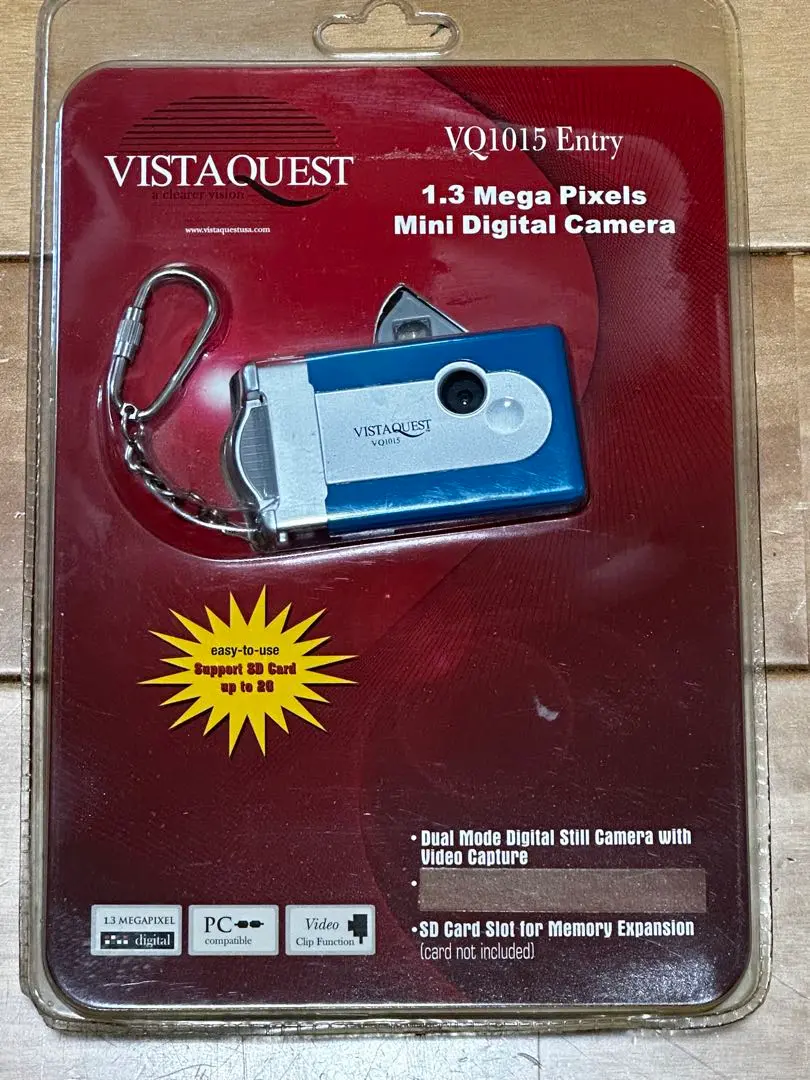 VISTAQUEST
a clearer vision
www.vistaquestusa.com
VQ1015 Entry
1.3 Mega Pixels
Mini Digital Camera
VISTAQUEST
VQ1015
easy-to-use
Support SD Card
up to 2G
• Dual Mode Digital Still Camera with
Video Capture
•
•SD Card Slot for Memory Expansion
(card not included)
1.3 MEGAPIXEL
digital
PC
compatible
Video
Clip Function